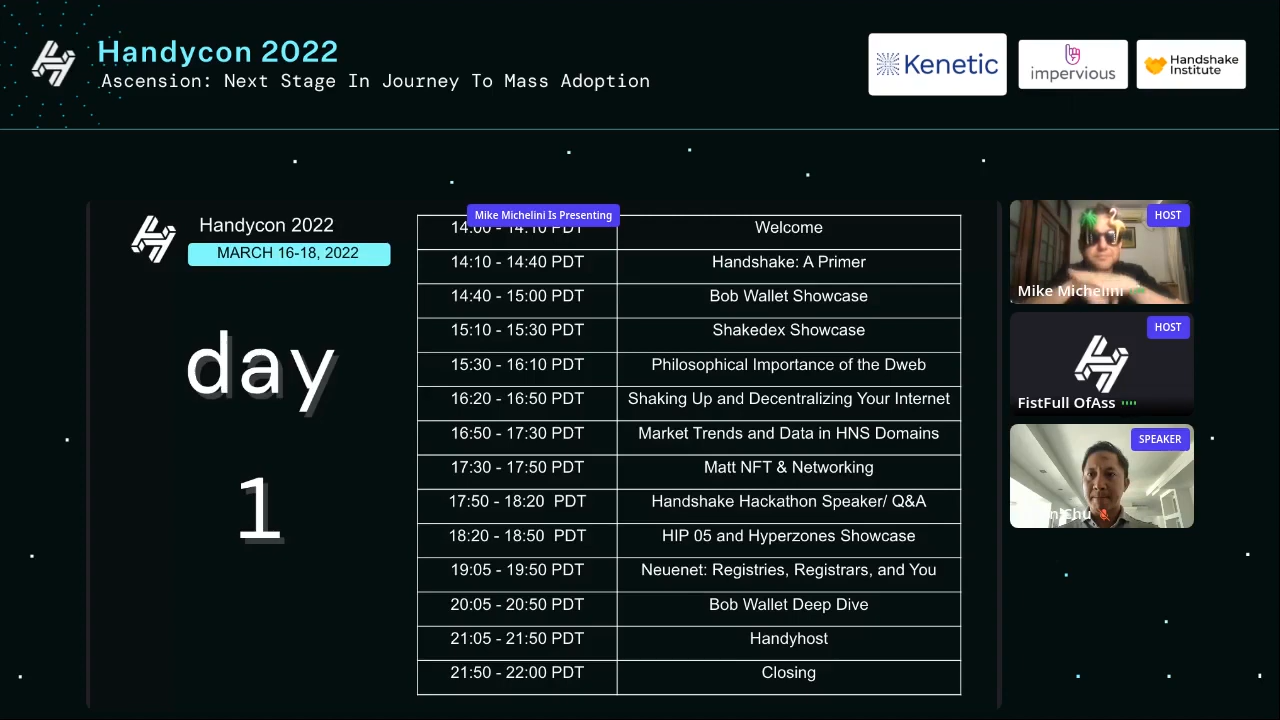 Handycon 2022
Ascension: Next Stage In Journey To Mass Adoption
Kenetic
impervious
Handshake
Institute
Handycon 2022
MARCH 16-18, 2022
day
1
Mike Michelini Is Presenting
14:00 - 14:10 PDT Welcome
14:10 - 14:40 PDT Handshake: A Primer
14:40 - 15:00 PDT Bob Wallet Showcase
15:10 - 15:30 PDT Shakedex Showcase
15:30 - 16:10 PDT Philosophical Importance of the Dweb
16:20 - 16:50 PDT Shaking Up and Decentralizing Your Internet
16:50 - 17:30 PDT Market Trends and Data in HNS Domains
17:30 - 17:50 PDT Matt NFT & Networking
17:50 - 18:20 PDT Handshake Hackathon Speaker/ Q&A
18:20 - 18:50 PDT HIP 05 and Hyperzones Showcase
19:05 - 19:50 PDT Neuenet: Registries, Registrars, and You
20:05 - 20:50 PDT Bob Wallet Deep Dive
21:05 - 21:50 PDT Handyhost
21:50 - 22:00 PDT Closing
HOST
Mike Michelini
HOST
FistFull OfAss
SPEAKER
Chu